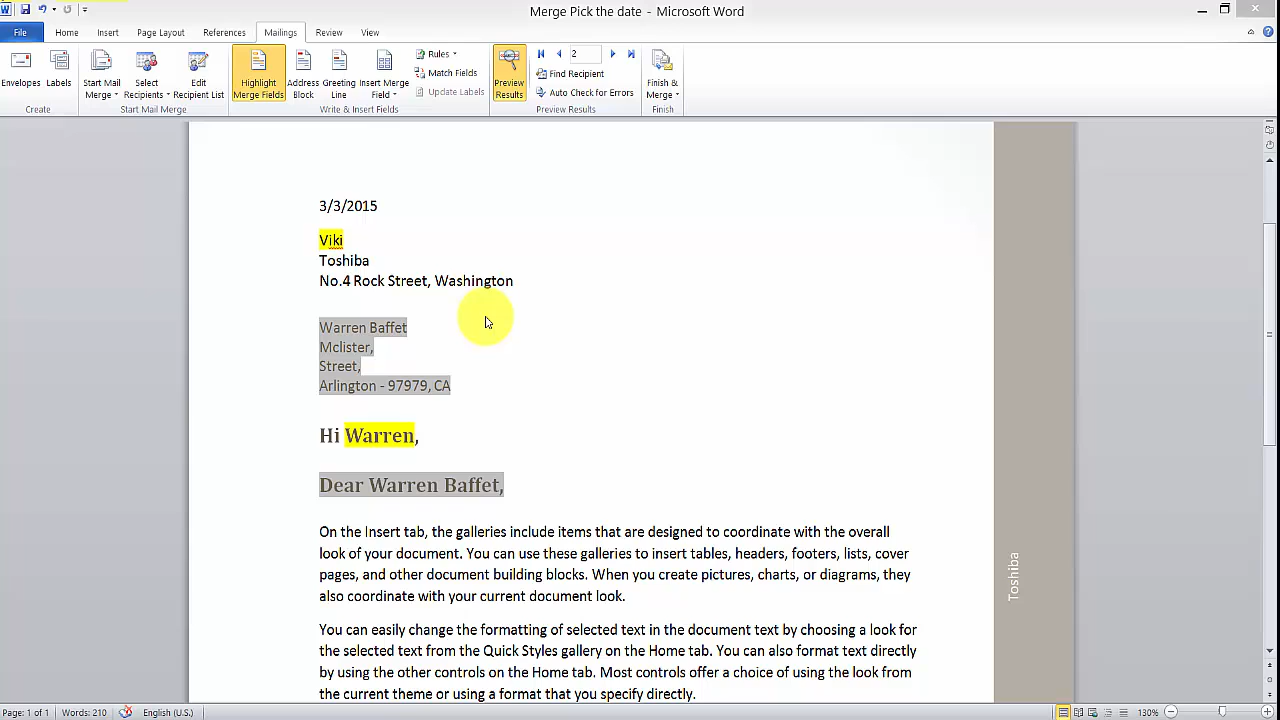 Merge Pick the date - Microsoft Word
File Home Insert Page Layout References Mailings Review View
Envelopes Labels
Create
Start Mail Merge Select Recipients Edit Recipient List
Start Mail Merge
Highlight Merge Fields Address Block Greeting Line Insert Merge Field
Rules
Match Fields
Update Labels
Write & Insert Fields
Preview Results
2
Find Recipient
Auto Check for Errors
Preview Results
Finish & Merge
Finish
3/3/2015
Viki
Toshiba
No.4 Rock Street, Washington
Warren Baffet
Mclister,
Street,
Arlington - 97979, CA
Hi Warren,
Dear Warren Baffet,
On the Insert tab, the galleries include items that are designed to coordinate with the overall
look of your document. You can use these galleries to insert tables, headers, footers, lists, cover
pages, and other document building blocks. When you create pictures, charts, or diagrams, they
also coordinate with your current document look.
You can easily change the formatting of selected text in the document text by choosing a look for
the selected text from the Quick Styles gallery on the Home tab. You can also format text directly
by using the other controls on the Home tab. Most controls offer a choice of using the look from
the current theme or using a format that you specify directly.
Toshiba
Page: 1 of 1 Words: 210 English (U.S.) 130%